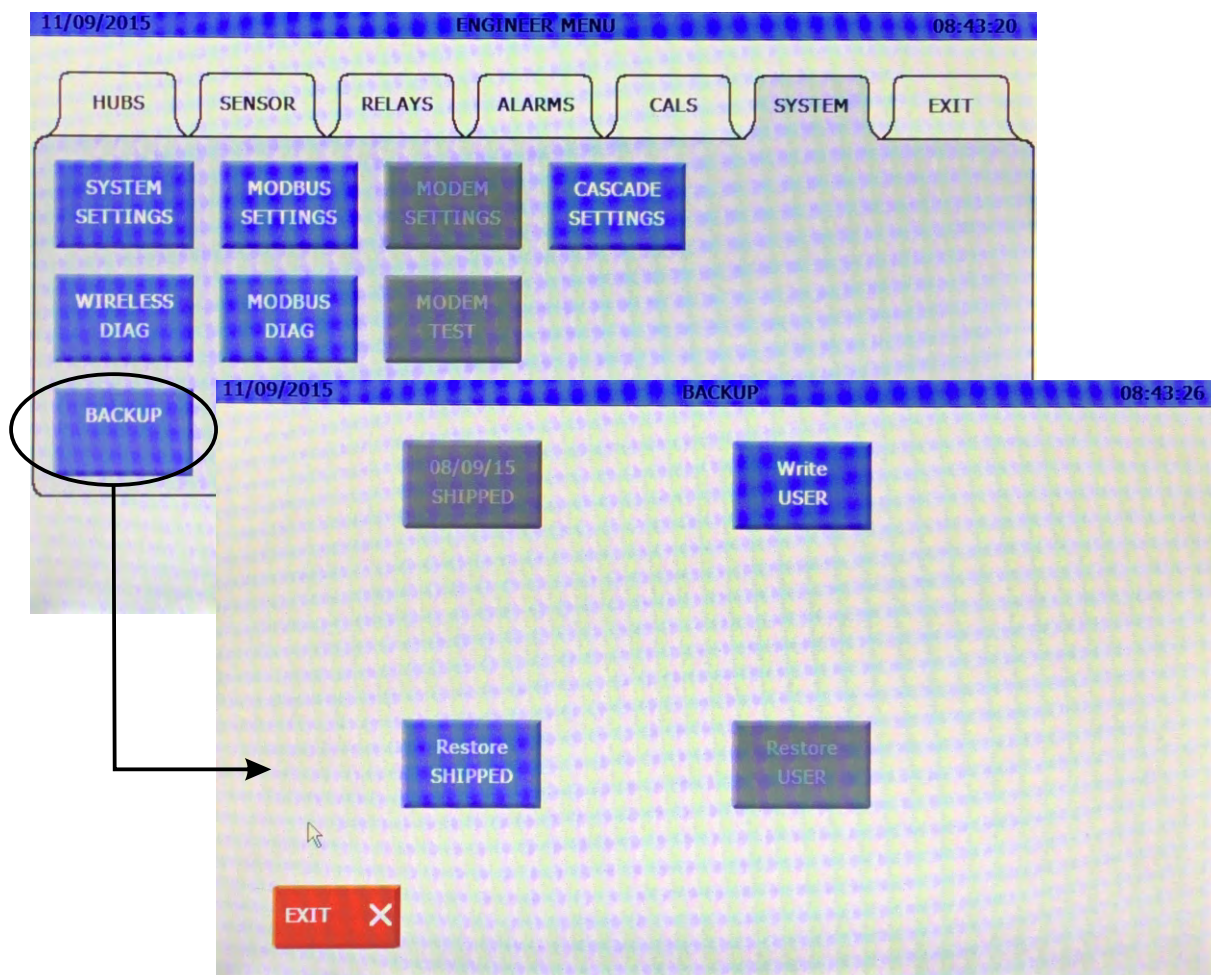 11/09/2015 ENGINEER MENU 08:43:20
HUBS SENSOR RELAYS ALARMS CALS SYSTEM EXIT
SYSTEM SETTINGS
MODBUS SETTINGS
MODEM SETTINGS
CASCADE SETTINGS
WIRELESS DIAG
MODBUS DIAG
MODEM TEST
BACKUP
11/09/2015 BACKUP 08:43:26
08/09/15
SHIPPED
Write
USER
Restore
SHIPPED
Restore
USER
EXIT X